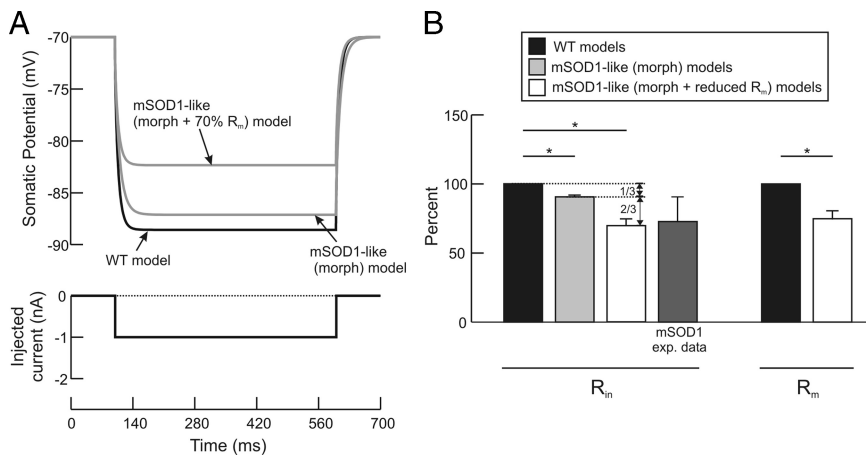 A
-70
-75
-80
-85
-90
Somatic Potential (mV)
mSOD1-like
(morph + 70% Rm) model
WT model
mSOD1-like
(morph) model
0
-1
-2
Injected
current (nA)
0
140
280
420
560
700
Time (ms)
B
WT models
mSOD1-like (morph) models
mSOD1-like (morph + reduced Rm) models
150
100
50
0
Percent
*
*
*
1/3
2/3
mSOD1
exp. data
Rin
Rm